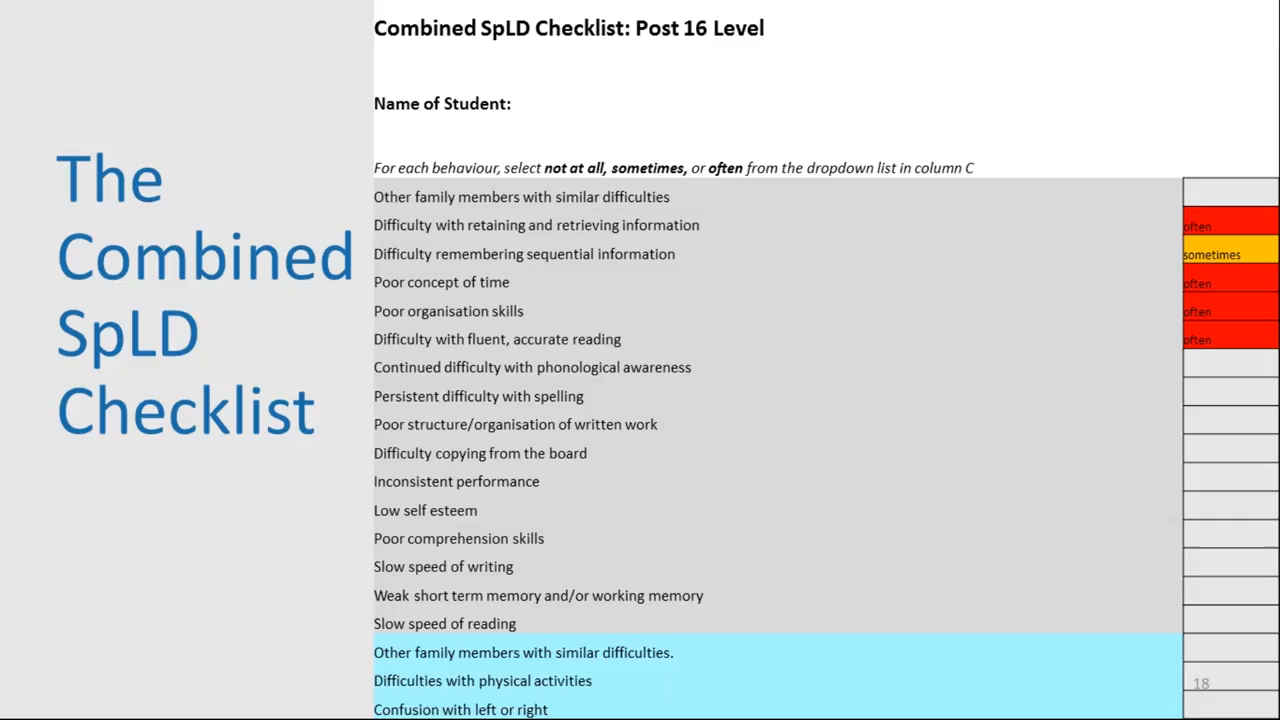 The
Combined
SpLD
Checklist
Combined SpLD Checklist: Post 16 Level
Name of Student:
For each behaviour, select not at all, sometimes, or often from the dropdown list in column C
Other family members with similar difficulties
Difficulty with retaining and retrieving information often
Difficulty remembering sequential information sometimes
Poor concept of time often
Poor organisation skills often
Difficulty with fluent, accurate reading often
Continued difficulty with phonological awareness
Persistent difficulty with spelling
Poor structure/organisation of written work
Difficulty copying from the board
Inconsistent performance
Low self esteem
Poor comprehension skills
Slow speed of writing
Weak short term memory and/or working memory
Slow speed of reading
Other family members with similar difficulties.
Difficulties with physical activities
18
Confusion with left or right